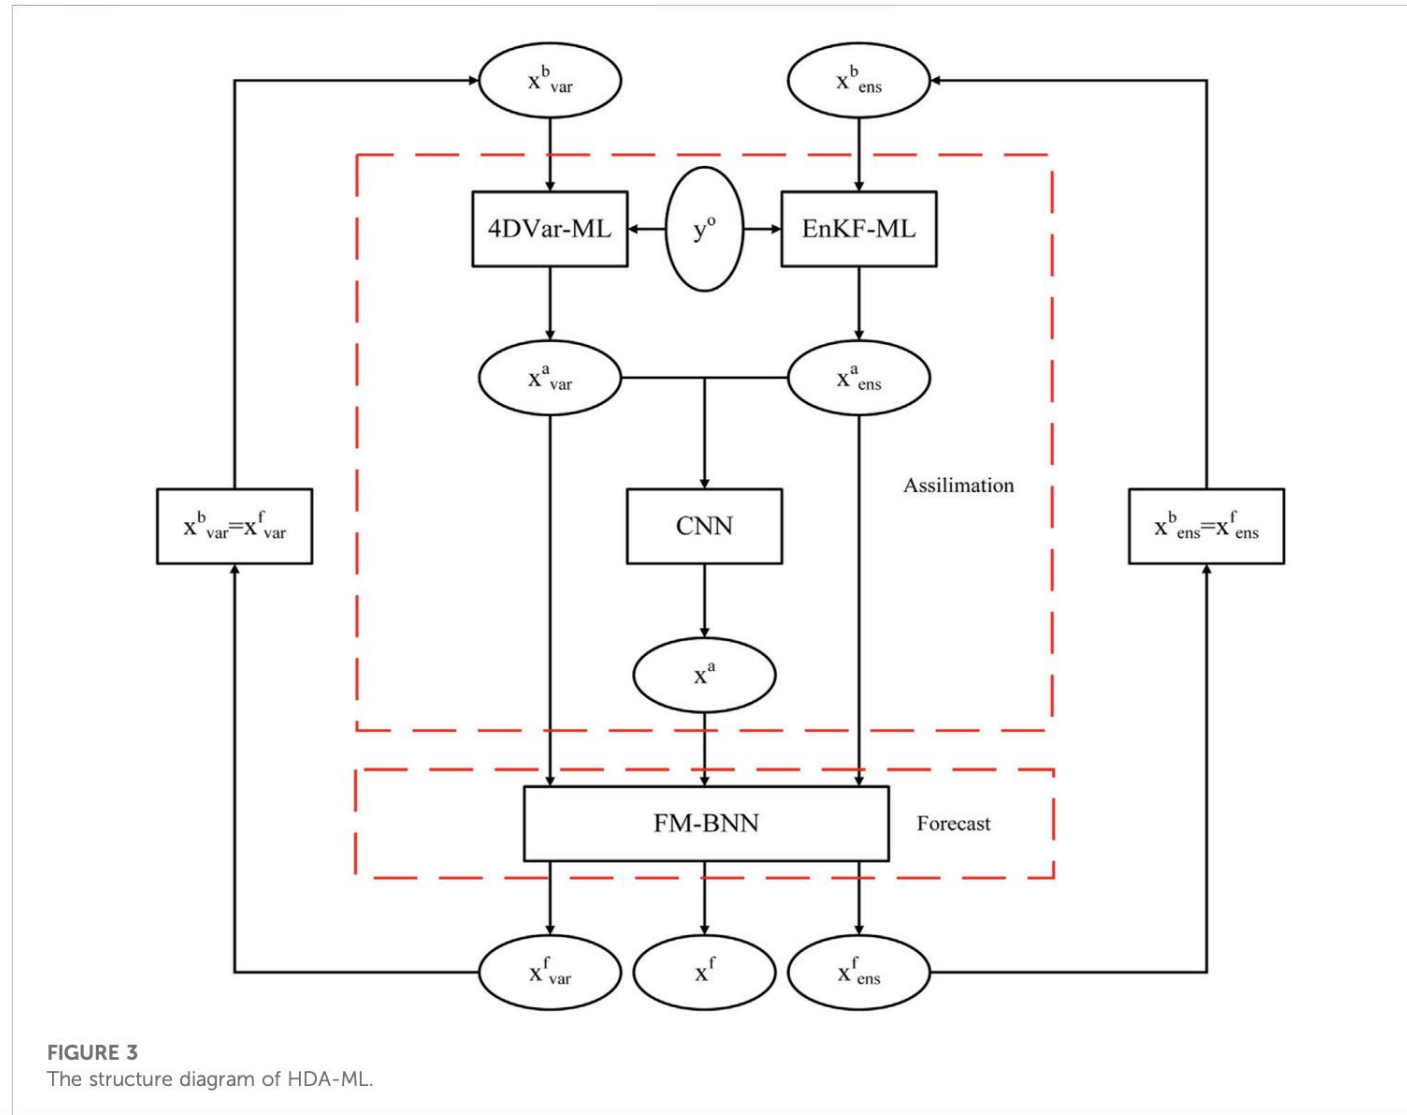 x^b_var
x^b_ens
4DVar-ML
y^o
EnKF-ML
x^a_var
x^a_ens
Assilimation
x^b_var=x^f_var
CNN
x^b_ens=x^f_ens
x^a
FM-BNN
Forecast
x^f_var
x^f
x^f_ens
FIGURE 3
The structure diagram of HDA-ML.